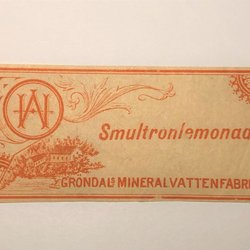 Smultronlemonad
GRÖNDALS MINERALVATTENFABRI